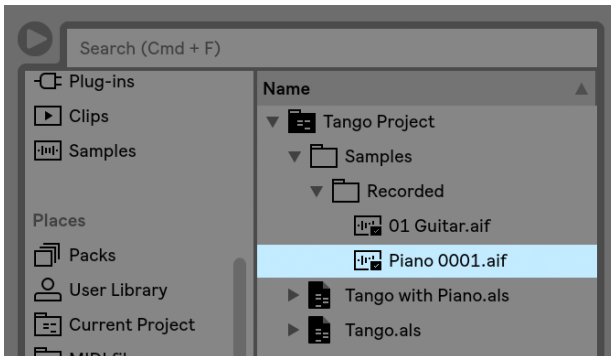 Search (Cmd + F)
Plug-ins
Clips
Samples
Places
Packs
User Library
Current Project
Name
Tango Project
Samples
Recorded
01 Guitar.aif
Piano 0001.aif
Tango with Piano.als
Tango.als